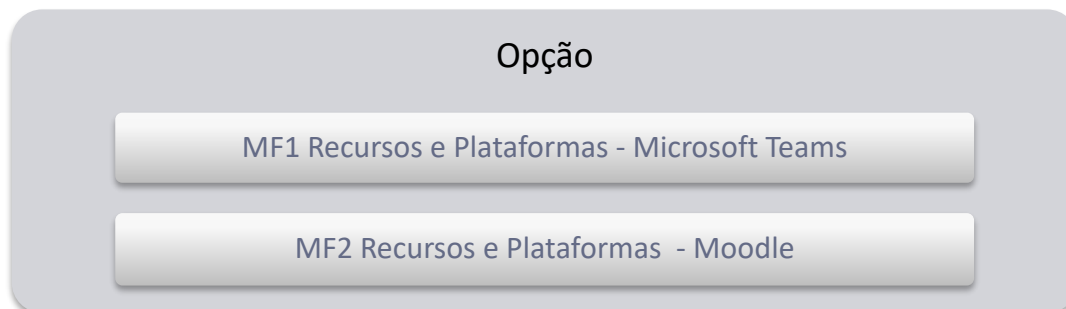 Opção
MF1 Recursos e Plataformas - Microsoft Teams
MF2 Recursos e Plataformas - Moodle